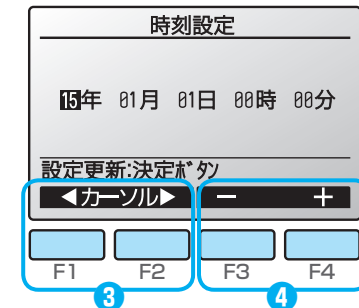 時刻設定
15年 01月 01日 00時 00分
設定更新:決定ﾎﾞﾀﾝ
◀カーソル▶ － ＋
F1 F2 F3 F4
3 4